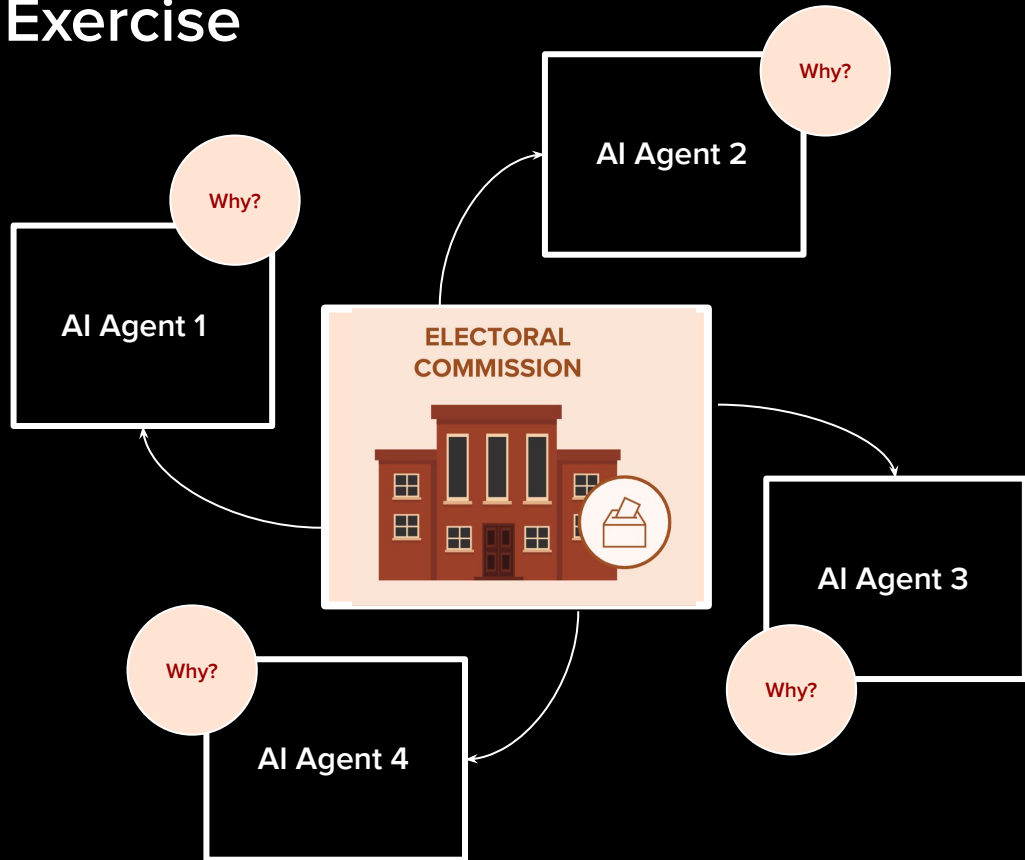 Exercise
Why?
AI Agent 2
Why?
AI Agent 1
ELECTORAL
COMMISSION
AI Agent 3
Why?
Why?
AI Agent 4